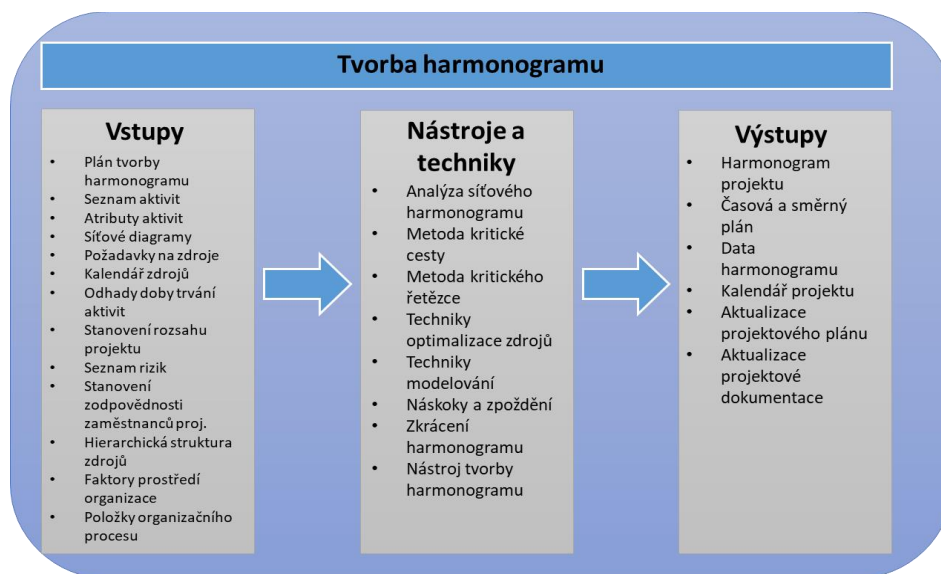 Tvorba harmonogramu
Vstupy
• Plán tvorby
harmonogramu
• Seznam aktivit
• Atributy aktivit
• Síťové diagramy
• Požadavky na zdroje
• Kalendář zdrojů
• Odhady doby trvání
aktivit
• Stanovení rozsahu
projektu
• Seznam rizik
• Stanovení
zodpovědnosti
zaměstnanců proj.
• Hierarchická struktura
zdrojů
• Faktory prostředí
organizace
• Položky organizačního
procesu
Nástroje a
techniky
• Analýza síťového
harmonogramu
• Metoda kritické
cesty
• Metoda kritického
řetězce
• Techniky
optimalizace zdrojů
• Techniky
modelování
• Náskoky a zpoždění
• Zkrácení
harmonogramu
• Nástroj tvorby
harmonogramu
Výstupy
• Harmonogram
projektu
• Časová a směrný
plán
• Data
harmonogramu
• Kalendář projektu
• Aktualizace
projektového plánu
• Aktualizace
projektové
dokumentace